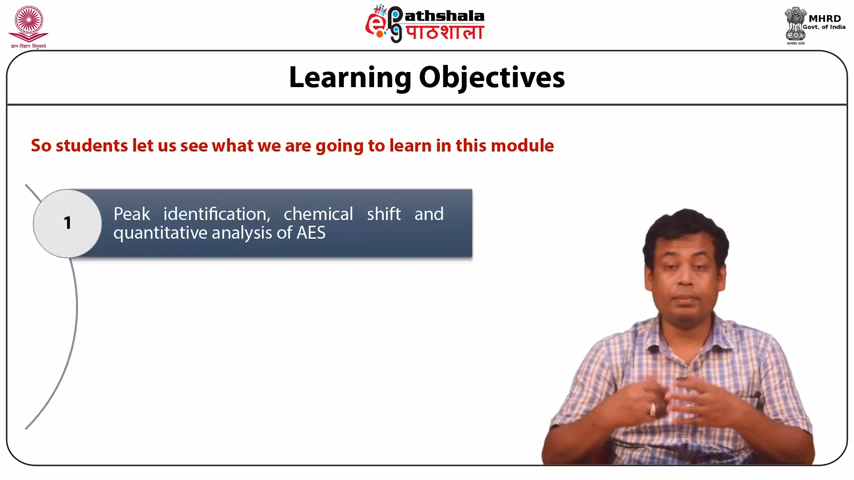 ePathshala
पाठशाला
MHRD
Govt. of India
Learning Objectives
So students let us see what we are going to learn in this module
1
Peak identification, chemical shift and
quantitative analysis of AES